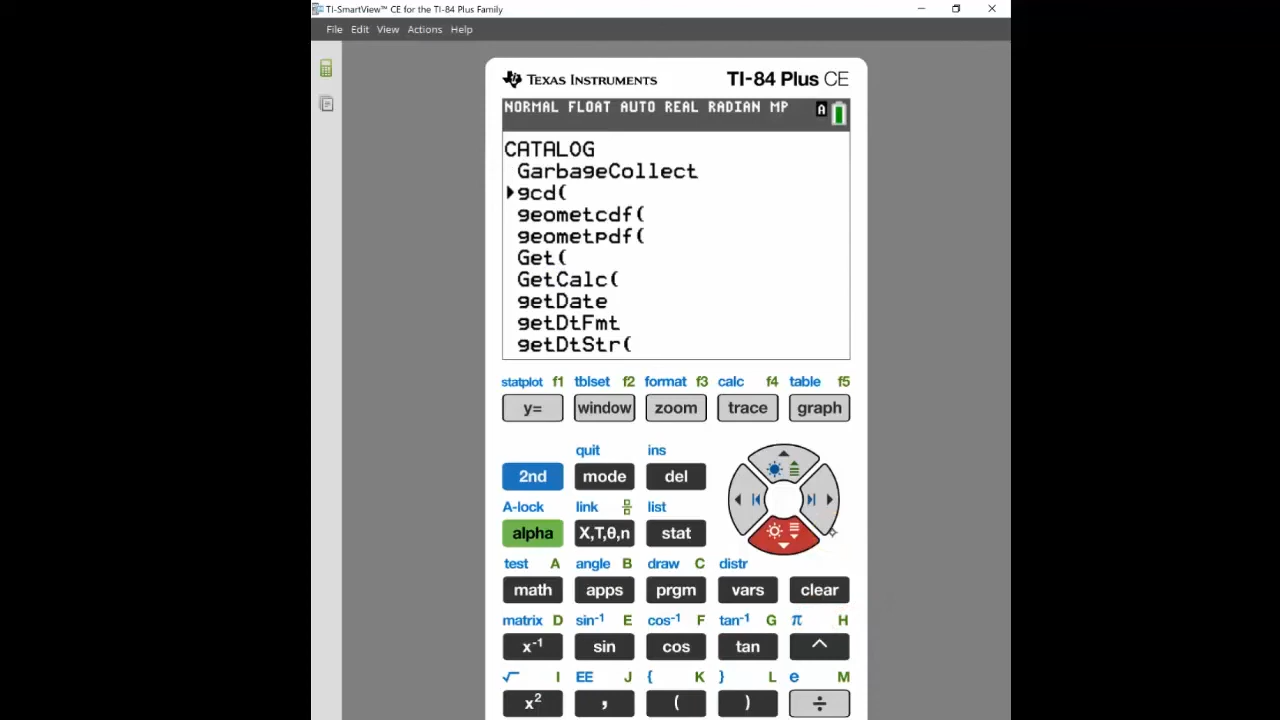 TI-SmartView™ CE for the TI-84 Plus Family
File Edit View Actions Help
TEXAS INSTRUMENTS TI-84 Plus CE
NORMAL FLOAT AUTO REAL RADIAN MP A
CATALOG
GarbageCollect
gcd(
geometcdf(
geometpdf(
Get(
GetCalc(
getDate
getDtFmt
getDtStr(
statplot f1 tblset f2 format f3 calc f4 table f5
y= window zoom trace graph
quit ins
2nd mode del
A-lock link list
alpha X,T,θ,n stat
test A angle B draw C distr
math apps prgm vars clear
matrix D sin⁻¹ E cos⁻¹ F tan⁻¹ G π H
x⁻¹ sin cos tan ^
√ I EE J { K } L e M
x² , ( ) ÷